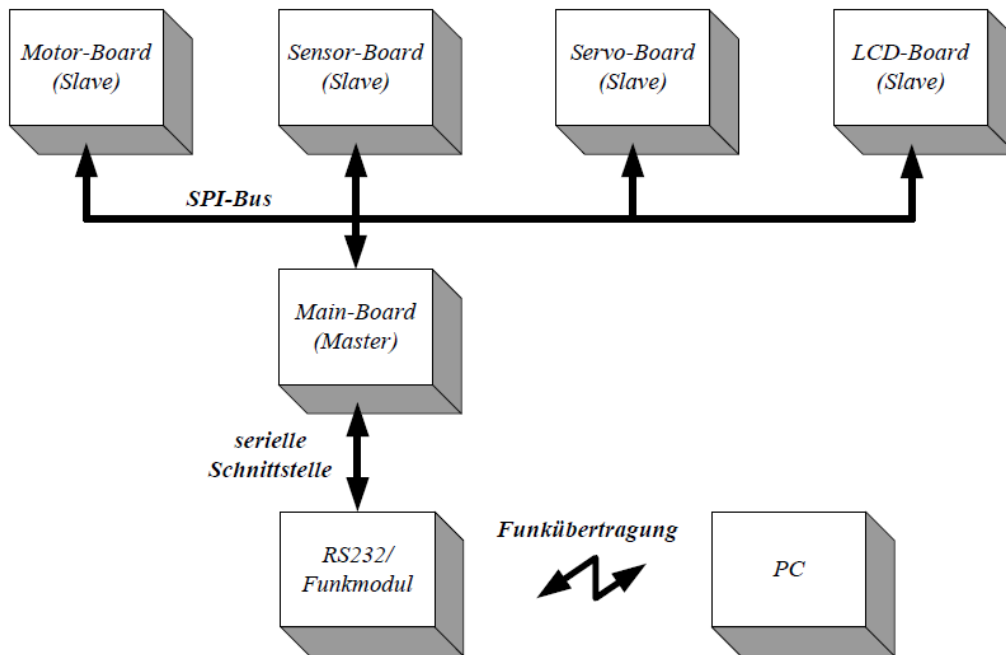 Motor-Board
(Slave)
Sensor-Board
(Slave)
Servo-Board
(Slave)
LCD-Board
(Slave)
SPI-Bus
Main-Board
(Master)
serielle
Schnittstelle
RS232/
Funkmodul
Funkübertragung
PC